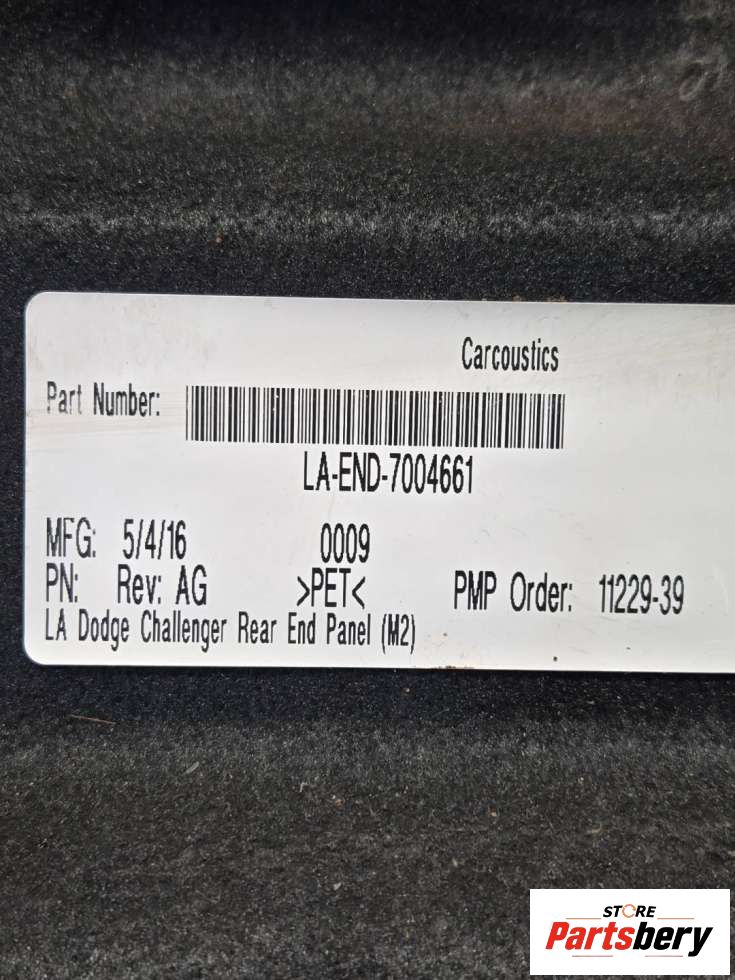 Carcoustics
Part Number:
LA-END-7004661
MFG: 5/4/16 0009
PN: Rev: AG >PET< PMP Order: 11229-39
LA Dodge Challenger Rear End Panel (M2)
STORE
Partsbery